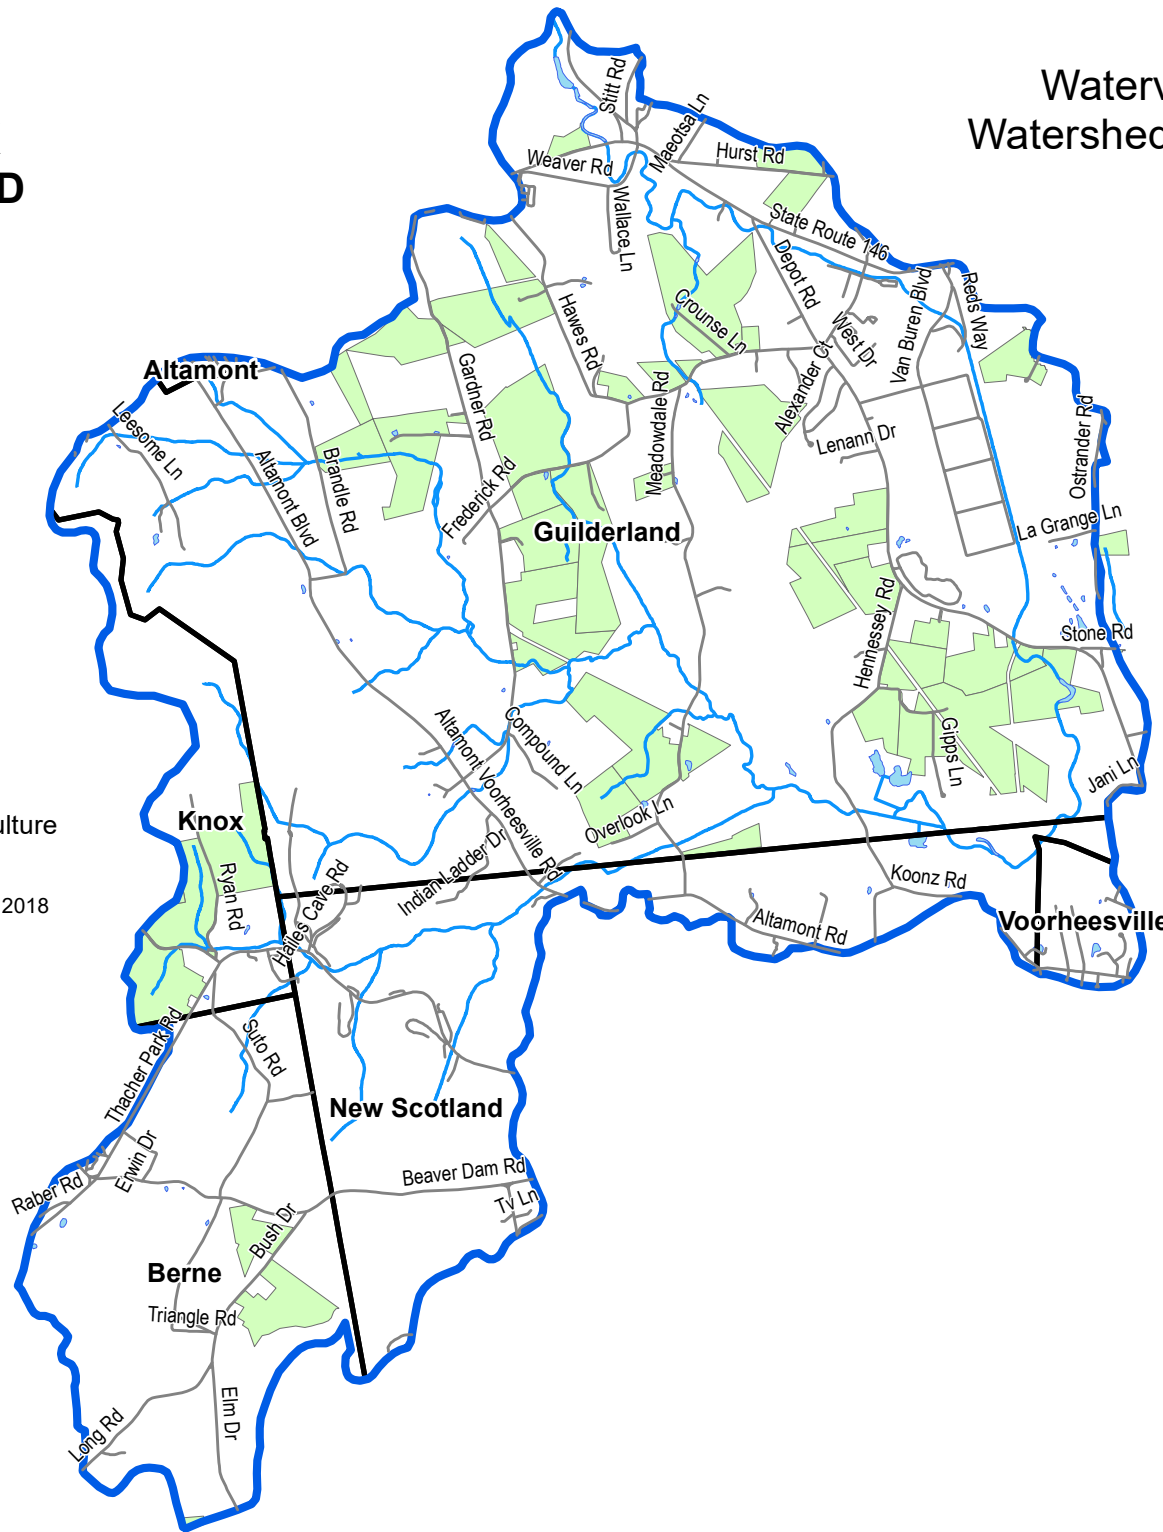 Waterv
Watershed
D
Stitt Rd
Maeotsa Ln
Hurst Rd
Weaver Rd
Wallace Ln
State Route 146
Depot Rd
Reds Way
Van Buren Blvd
West Dr
Crounse Ln
Hawes Rd
Alexander Ct
Altamont
Gardner Rd
Meadowdale Rd
Leesome Ln
Lenann Dr
Ostrander Rd
Brandle Rd
Altamont Blvd
Frederick Rd
La Grange Ln
Guilderland
Stone Rd
Hennessey Rd
Compound Ln
Altamont Voorheesville Rd
Gipps Ln
Jani Ln
Knox
Overlook Ln
ulture
Indian Ladder Dr
Ryan Rd
Hailes Cave Rd
Koonz Rd
2018
Altamont Rd
Voorheesville
Thacher Park Rd
Suto Rd
New Scotland
Erwin Dr
Beaver Dam Rd
Raber Rd
Tv Ln
Bush Dr
Berne
Triangle Rd
Elm Dr
Long Rd